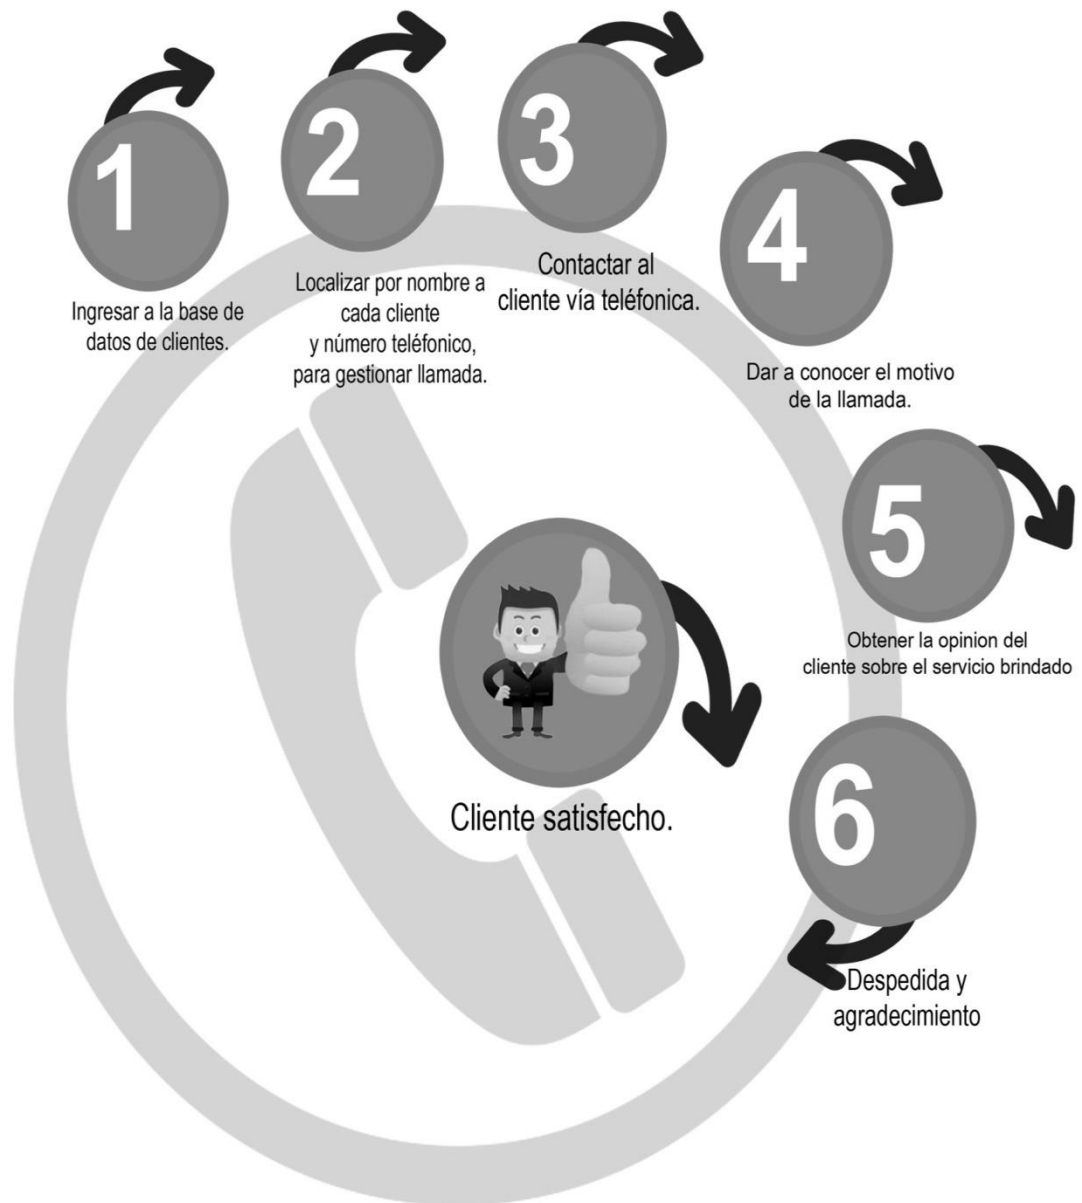 1
Ingresar a la base de
datos de clientes.
2
Localizar por nombre a
cada cliente
y número teléfonico,
para gestionar llamada.
3
Contactar al
cliente vía teléfonica.
4
Dar a conocer el motivo
de la llamada.
5
Obtener la opinion del
cliente sobre el servicio brindado
6
Despedida y
agradecimiento
Cliente satisfecho.